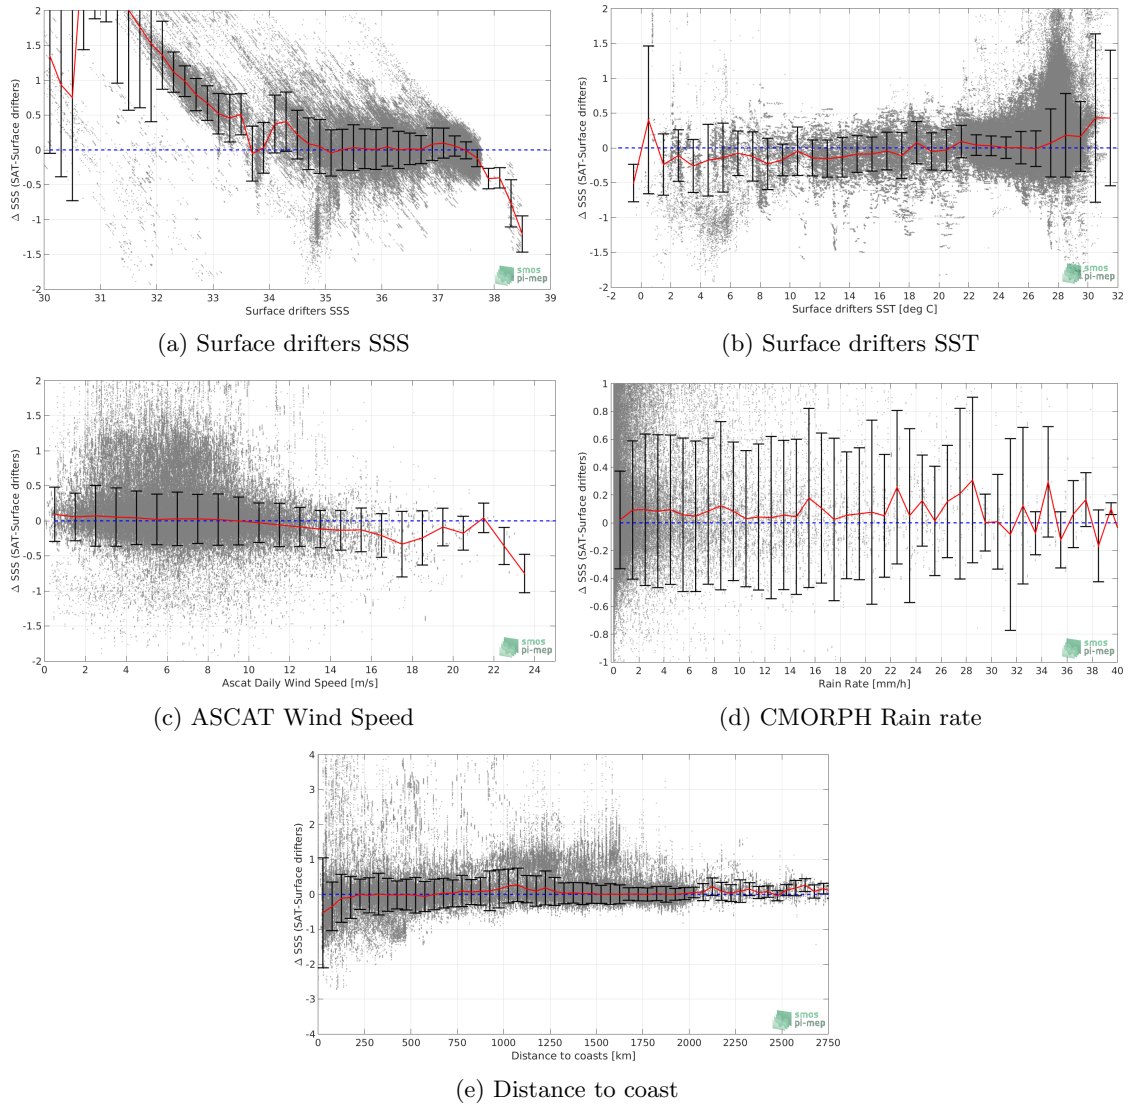 2
1.5
1
0.5
0
-0.5
-1
-1.5
-2
Δ SSS (SAT-Surface drifters)
30 31 32 33 34 35 36 37 38 39
Surface drifters SSS
smos
pi-mep
(a) Surface drifters SSS
2
1.5
1
0.5
0
-0.5
-1
-1.5
-2
Δ SSS (SAT-Surface drifters)
-2 0 2 4 6 8 10 12 14 16 18 20 22 24 26 28 30 32
Surface drifters SST [deg C]
smos
pi-mep
(b) Surface drifters SST
2
1.5
1
0.5
0
-0.5
-1
-1.5
-2
Δ SSS (SAT-Surface drifters)
0 2 4 6 8 10 12 14 16 18 20 22 24
Ascat Daily Wind Speed [m/s]
smos
pi-mep
(c) ASCAT Wind Speed
1
0.8
0.6
0.4
0.2
0
-0.2
-0.4
-0.6
-0.8
-1
Δ SSS (SAT-Surface drifters)
0 2 4 6 8 10 12 14 16 18 20 22 24 26 28 30 32 34 36 38 40
Rain Rate [mm/h]
smos
pi-mep
(d) CMORPH Rain rate
4
3
2
1
0
-1
-2
-3
-4
Δ SSS (SAT-Surface drifters)
0 250 500 750 1000 1250 1500 1750 2000 2250 2500 2750
Distance to coasts [km]
smos
pi-mep
(e) Distance to coast